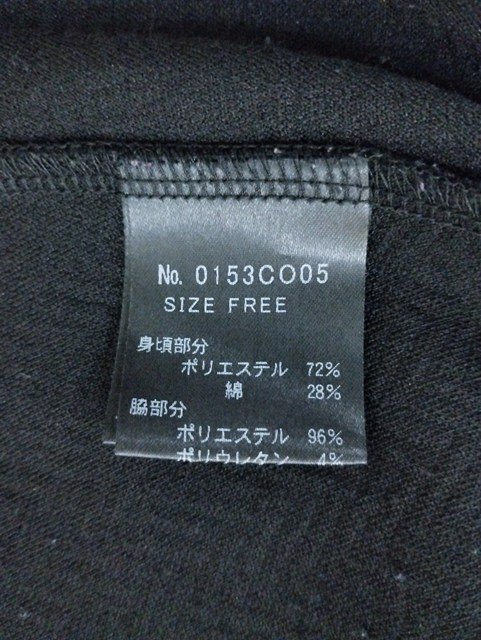 No. 0153CO05
SIZE FREE
身頃部分
ポリエステル 72%
綿 28%
脇部分
ポリエステル 96%
ポリウレタン 4%